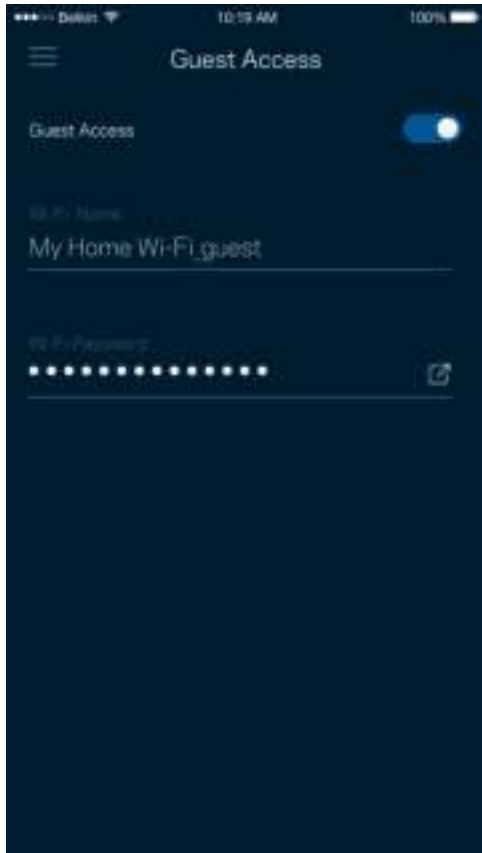 Belkin 10:19 AM 100%
Guest Access
Guest Access
Wi-Fi Name
My Home Wi-Fi_guest
Wi-Fi Password